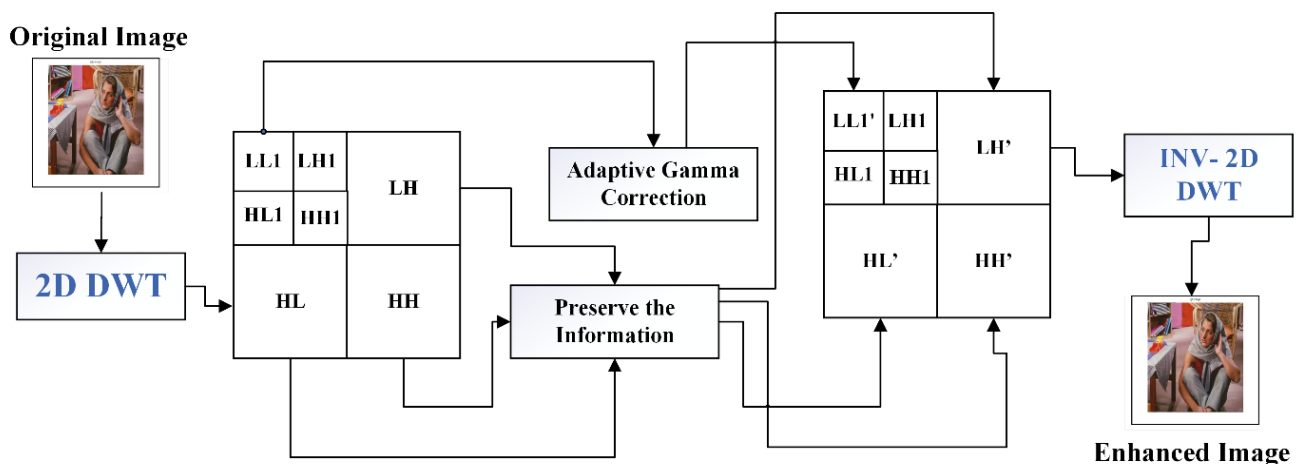 Original Image
2D DWT
LL1 LH1
HL1 HH1
LH
HL
HH
Adaptive Gamma
Correction
Preserve the
Information
LL1' LH1
HL1 HH1
LH’
HL’
HH’
INV- 2D
DWT
Enhanced Image